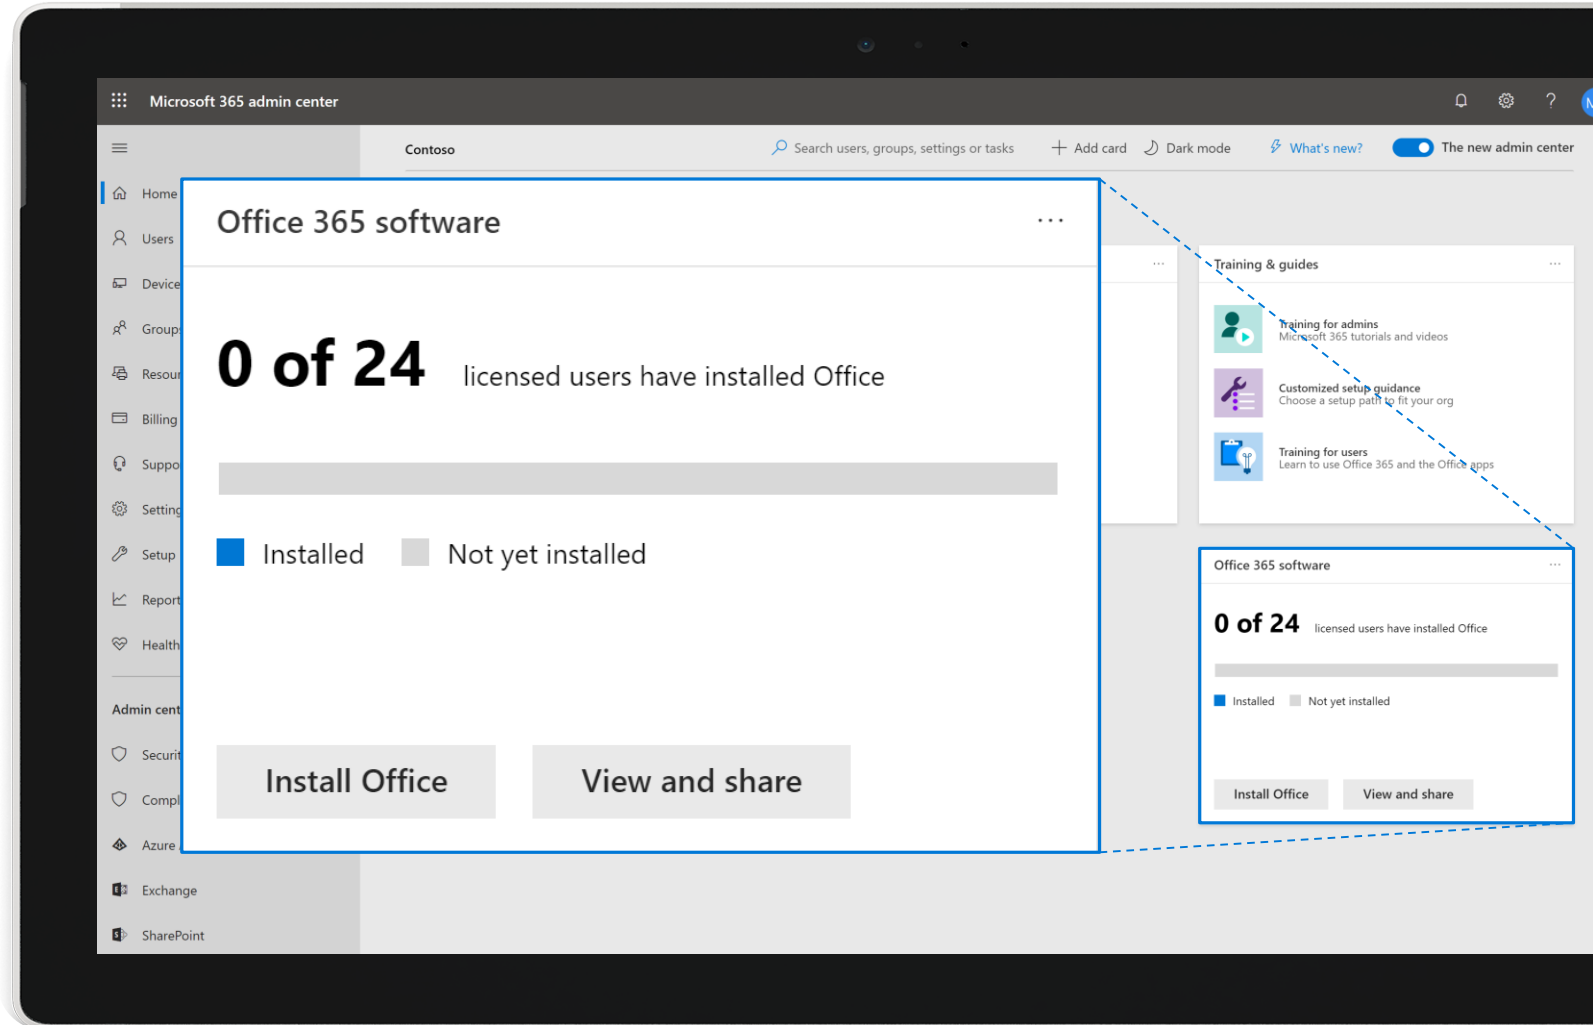 Microsoft 365 admin center
?
Contoso
Search users, groups, settings or tasks
Add card
Dark mode
What's new?
The new admin center
Home
Users
Device
Groups
Resour
Billing
Suppo
Setting
Setup
Report
Health
Admin cent
Securit
Compl
Azure
Exchange
SharePoint
Office 365 software
0 of 24 licensed users have installed Office
Installed Not yet installed
Install Office View and share
Training & guides
Training for admins
Microsoft 365 tutorials and videos
Customized setup guidance
Choose a setup path to fit your org
Training for users
Learn to use Office 365 and the Office apps
Office 365 software
0 of 24 licensed users have installed Office
Installed Not yet installed
Install Office View and share